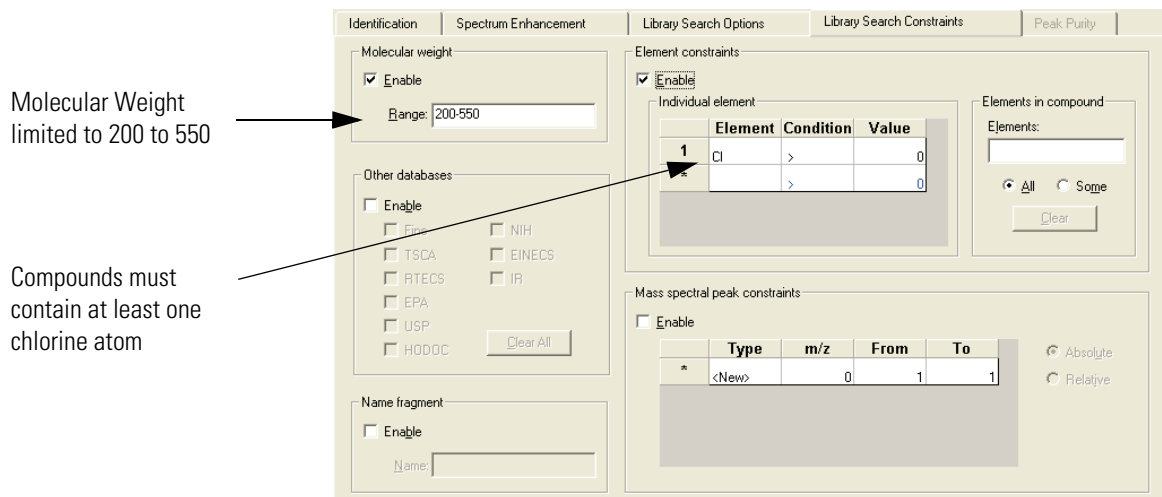 Identification
Spectrum Enhancement
Library Search Options
Library Search Constraints
Peak Purity
Molecular weight
Enable
Range: 200-550
Molecular Weight
limited to 200 to 550
Other databases
Enable
Fine
NIH
TSCA
EINECS
RTECS
IR
EPA
USP
HODOC
Clear All
Compounds must
contain at least one
chlorine atom
Name fragment
Enable
Name:
Element constraints
Enable
Individual element
Element Condition Value
1 Cl > 0
* > 0
Elements in compound
Elements:
All Some
Clear
Mass spectral peak constraints
Enable
Type m/z From To
* <New> 0 1 1
Absolute
Relative